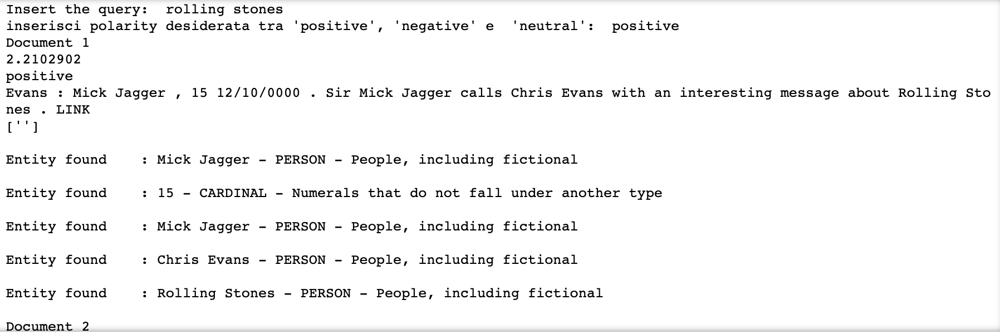 Insert the query:  rolling stones
inserisci polarity desiderata tra 'positive', 'negative' e  'neutral':  positive
Document 1
2.2102902
positive
Evans : Mick Jagger , 15 12/10/0000 . Sir Mick Jagger calls Chris Evans with an interesting message about Rolling Sto
nes . LINK
['']
Entity found    : Mick Jagger - PERSON - People, including fictional
Entity found    : 15 - CARDINAL - Numerals that do not fall under another type
Entity found    : Mick Jagger - PERSON - People, including fictional
Entity found    : Chris Evans - PERSON - People, including fictional
Entity found    : Rolling Stones - PERSON - People, including fictional
Document 2